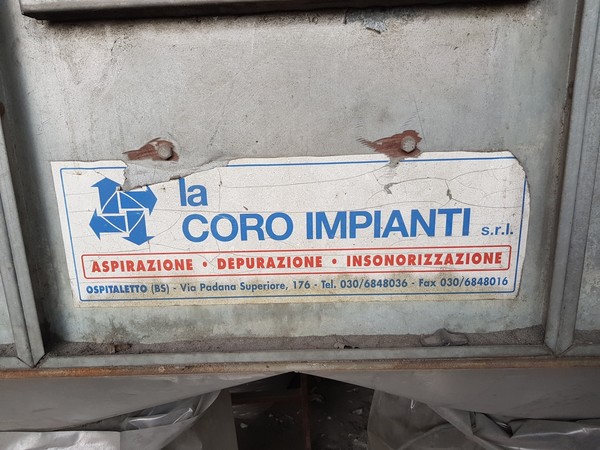 la
CORO IMPIANTI s.r.l.
ASPIRAZIONE • DEPURAZIONE • INSONORIZZAZIONE
OSPITALETTO (BS) - Via Padana Superiore, 176 - Tel. 030/6848036 - Fax 030/6848016